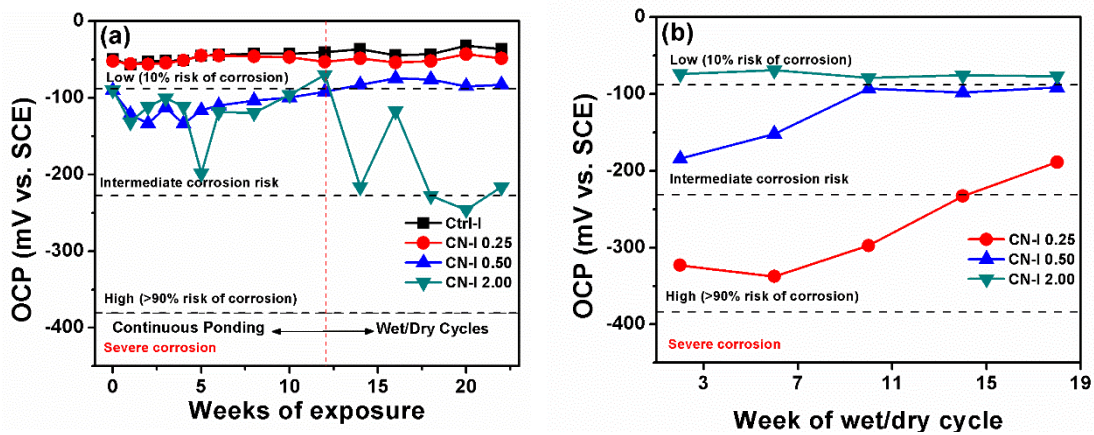 (a)
OCP (mV vs. SCE)
0
-100
-200
-300
-400
Low (10% risk of corrosion)
Intermediate corrosion risk
Ctrl-I
CN-I 0.25
CN-I 0.50
CN-I 2.00
High (>90% risk of corrosion)
Continuous Ponding
Wet/Dry Cycles
Severe corrosion
0 5 10 15 20
Weeks of exposure
(b)
OCP (mV vs. SCE)
0
-100
-200
-300
-400
Low (10% risk of corrosion)
Intermediate corrosion risk
CN-I 0.25
CN-I 0.50
CN-I 2.00
High (>90% risk of corrosion)
Severe corrosion
3 7 11 15 19
Week of wet/dry cycle